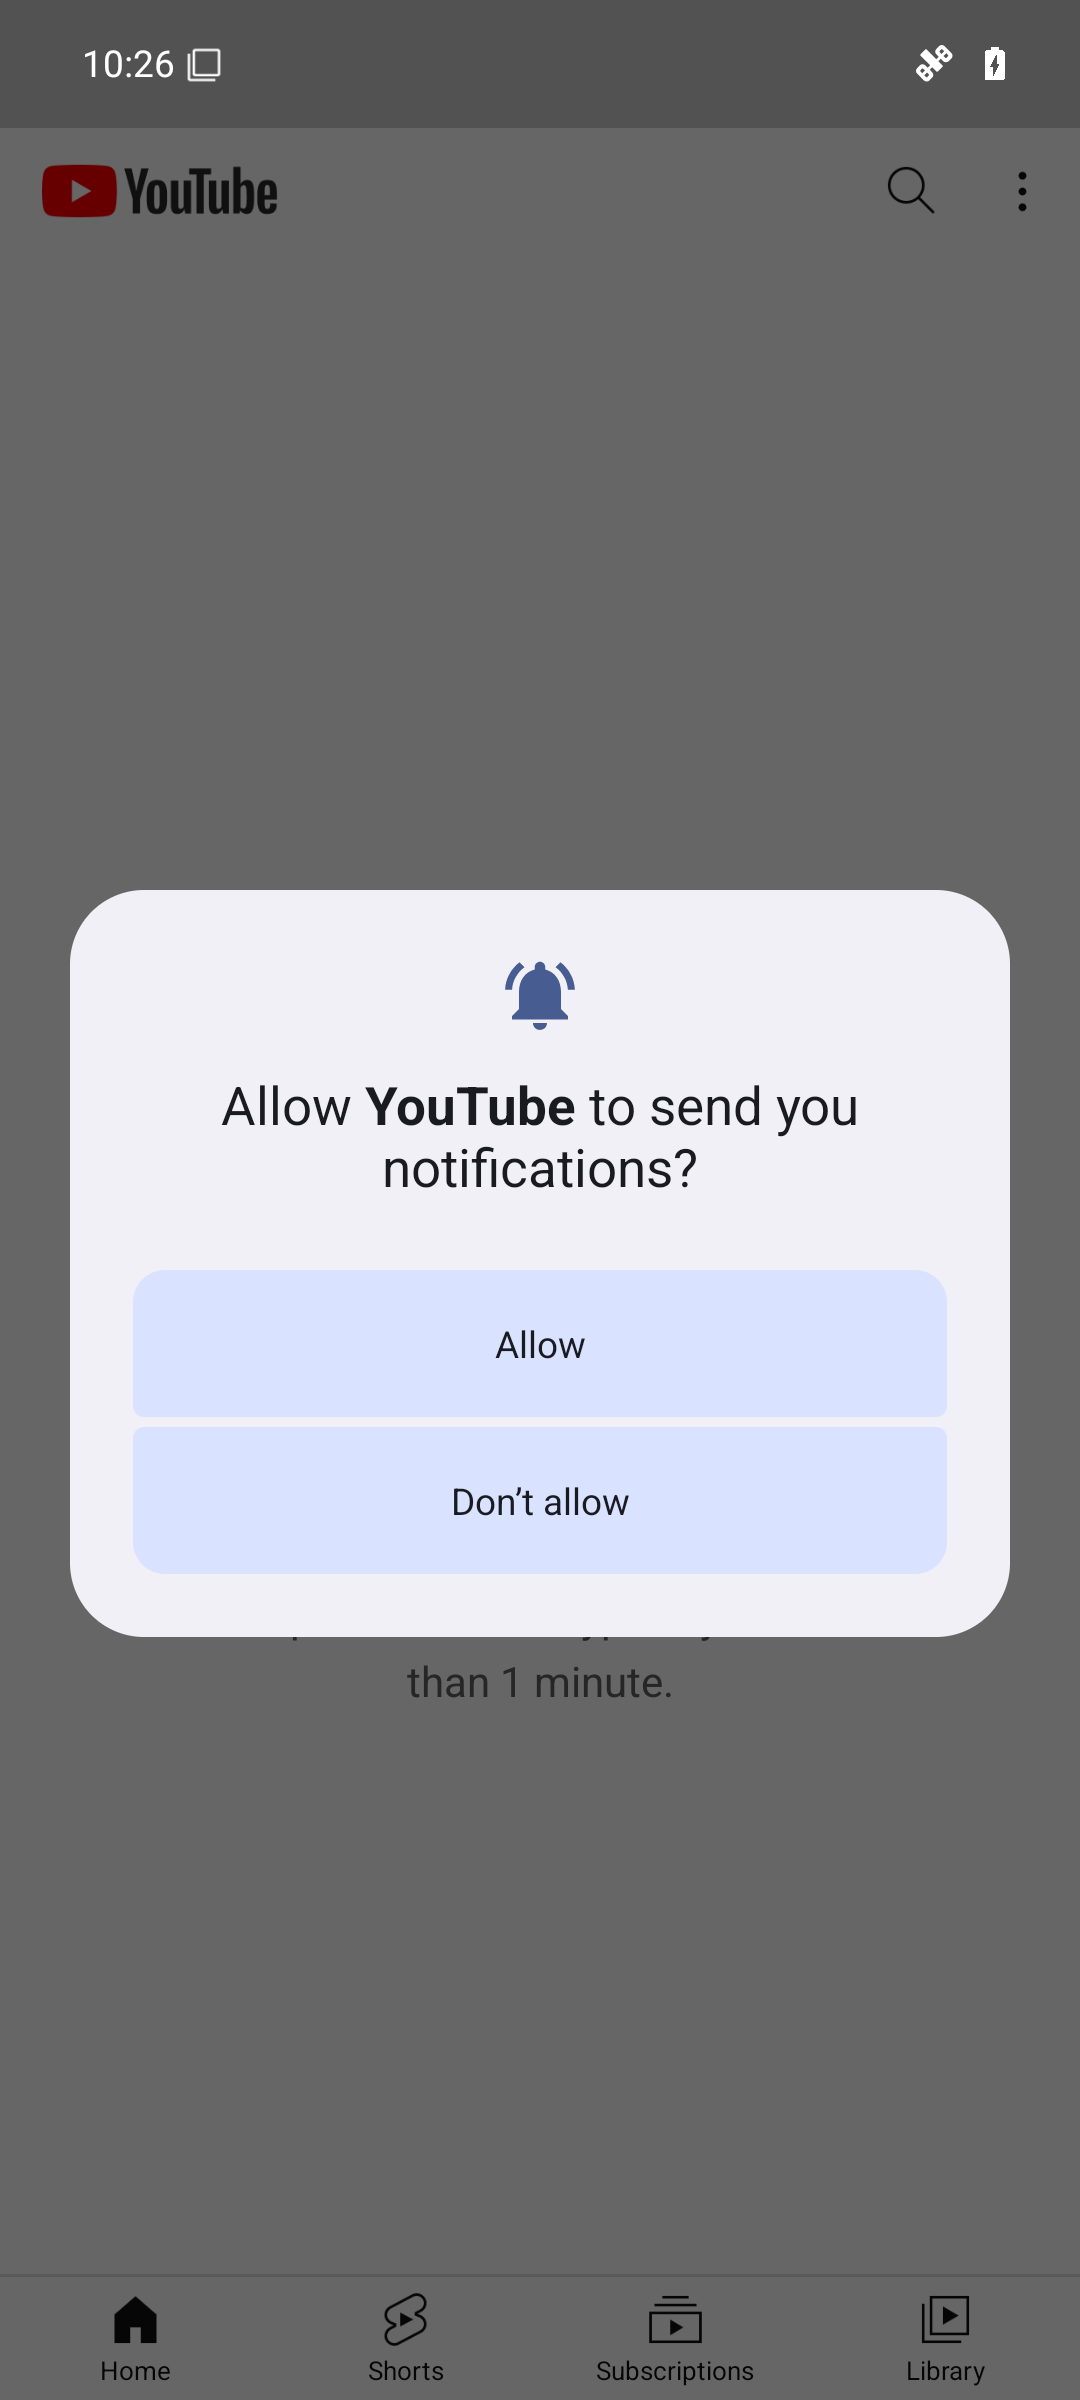 10:26
YouTube
Allow YouTube to send you
notifications?
Allow
Don’t allow
than 1 minute.
Home
Shorts
Subscriptions
Library